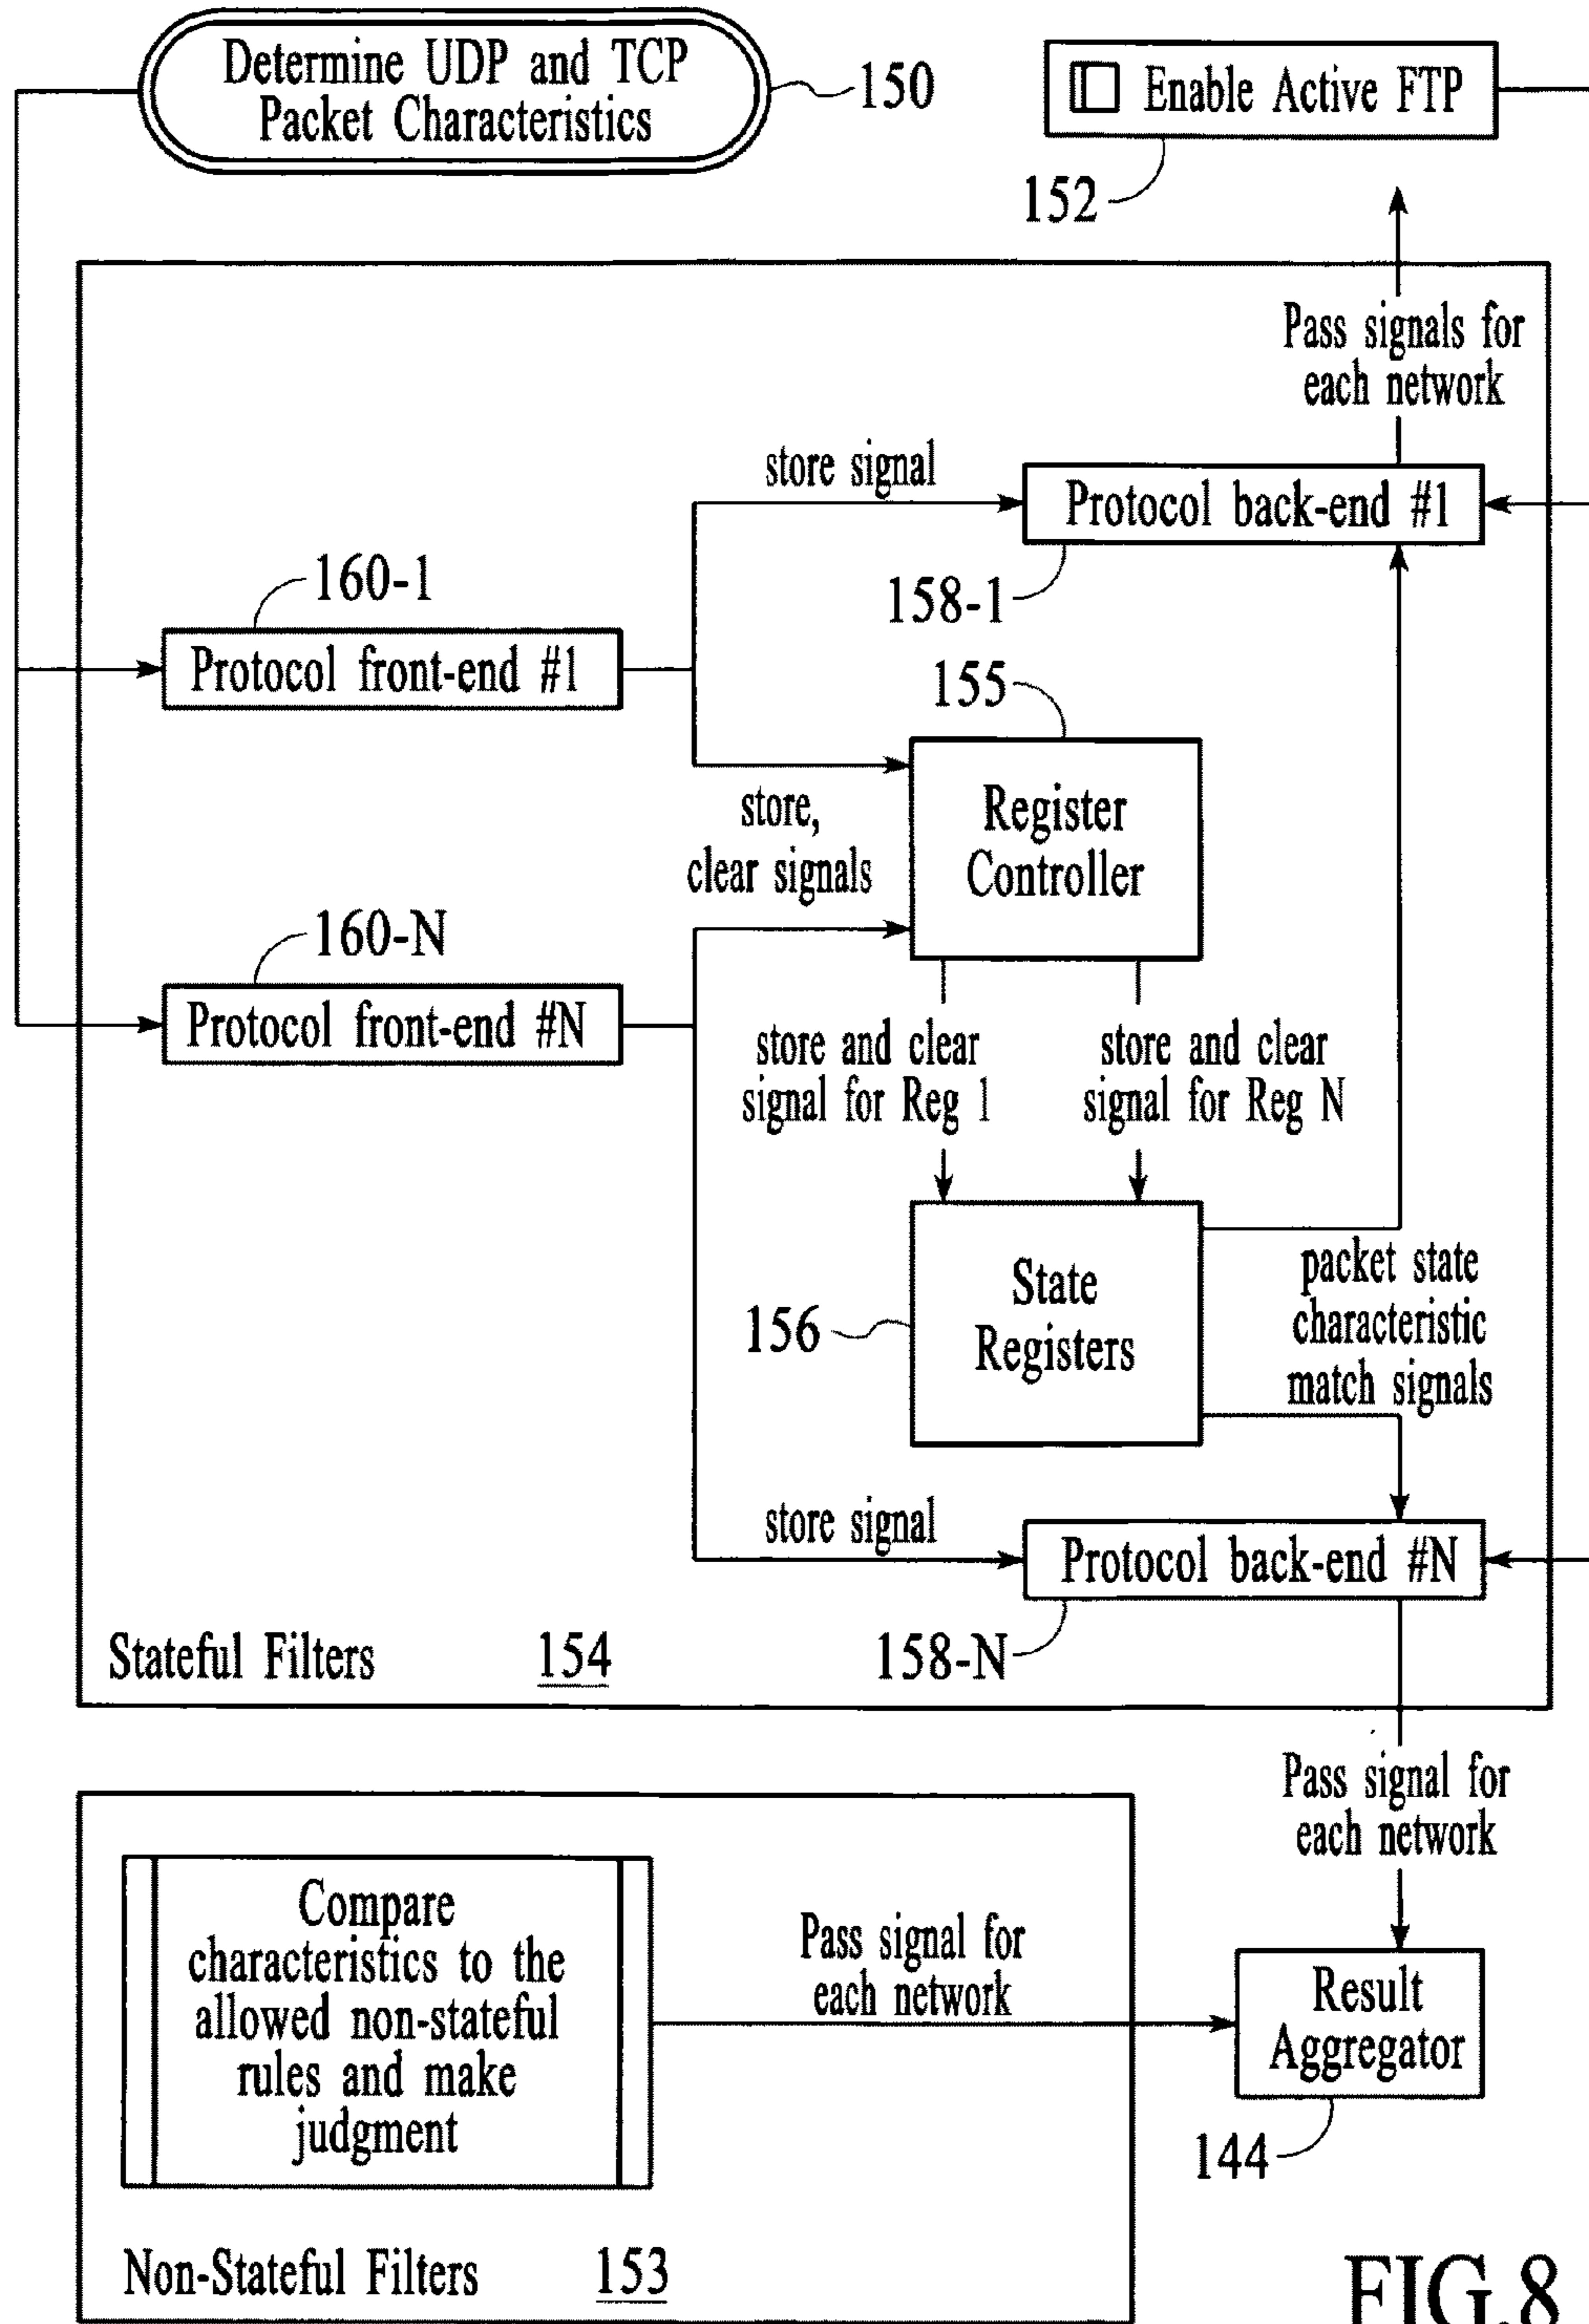 Determine UDP and TCP
Packet Characteristics
150
Enable Active FTP
152
Pass signals for
each network
store signal
Protocol back-end #1
158-1
160-1
Protocol front-end #1
155
Register
Controller
store,
clear signals
160-N
Protocol front-end #N
store and clear
signal for Reg 1
store and clear
signal for Reg N
State
Registers
156
packet state
characteristic
match signals
store signal
Protocol back-end #N
158-N
Stateful Filters 154
Pass signal for
each network
Compare
characteristics to the
allowed non-stateful
rules and make
judgment
Pass signal for
each network
Result
Aggregator
144
Non-Stateful Filters 153
FIG.8